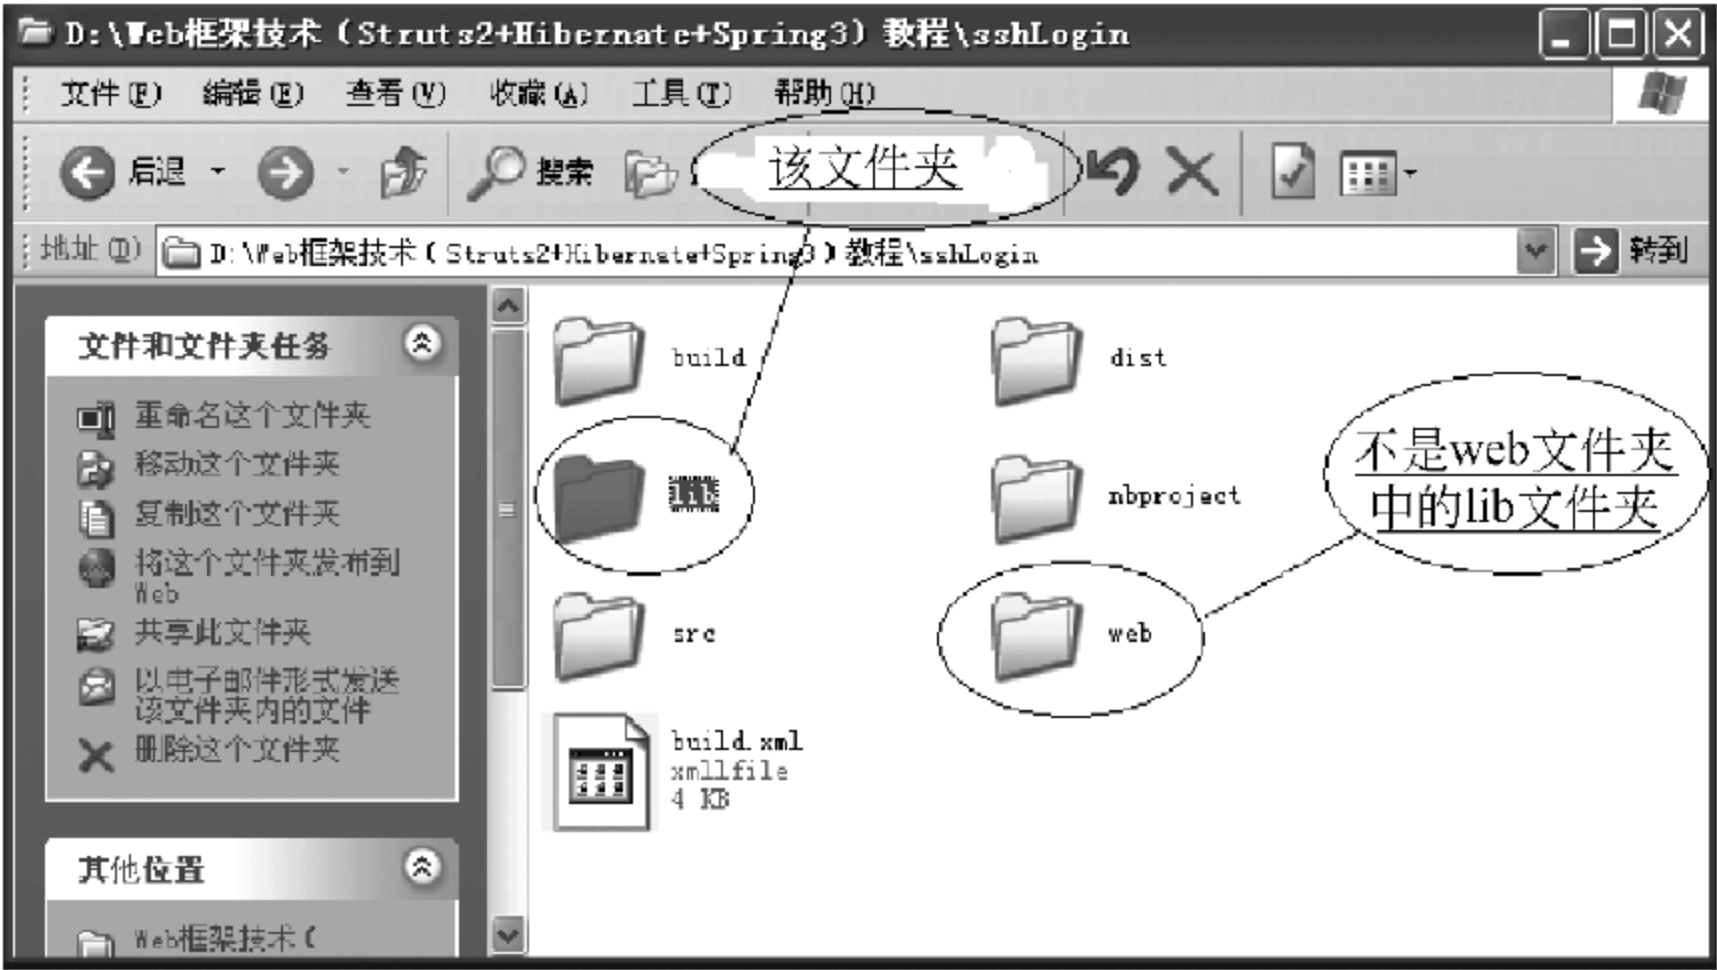 D:\Web框架技术（Struts2+Hibernate+Spring3）教程\sshLogin
文件(F) 编辑(E) 查看(V) 收藏(A) 工具(T) 帮助(H)
后退 搜索 该文件夹
地址(D) D:\Web框架技术（Struts2+Hibernate+Spring3）教程\sshLogin 转到
文件和文件夹任务
重命名这个文件夹
移动这个文件夹
复制这个文件夹
将这个文件夹发布到
Web
共享此文件夹
以电子邮件形式发送
该文件夹内的文件
删除这个文件夹
其他位置
Web框架技术（
build
dist
lib
nbproject
src
web
build.xml
xmllfile
4 KB
不是web文件夹
中的lib文件夹